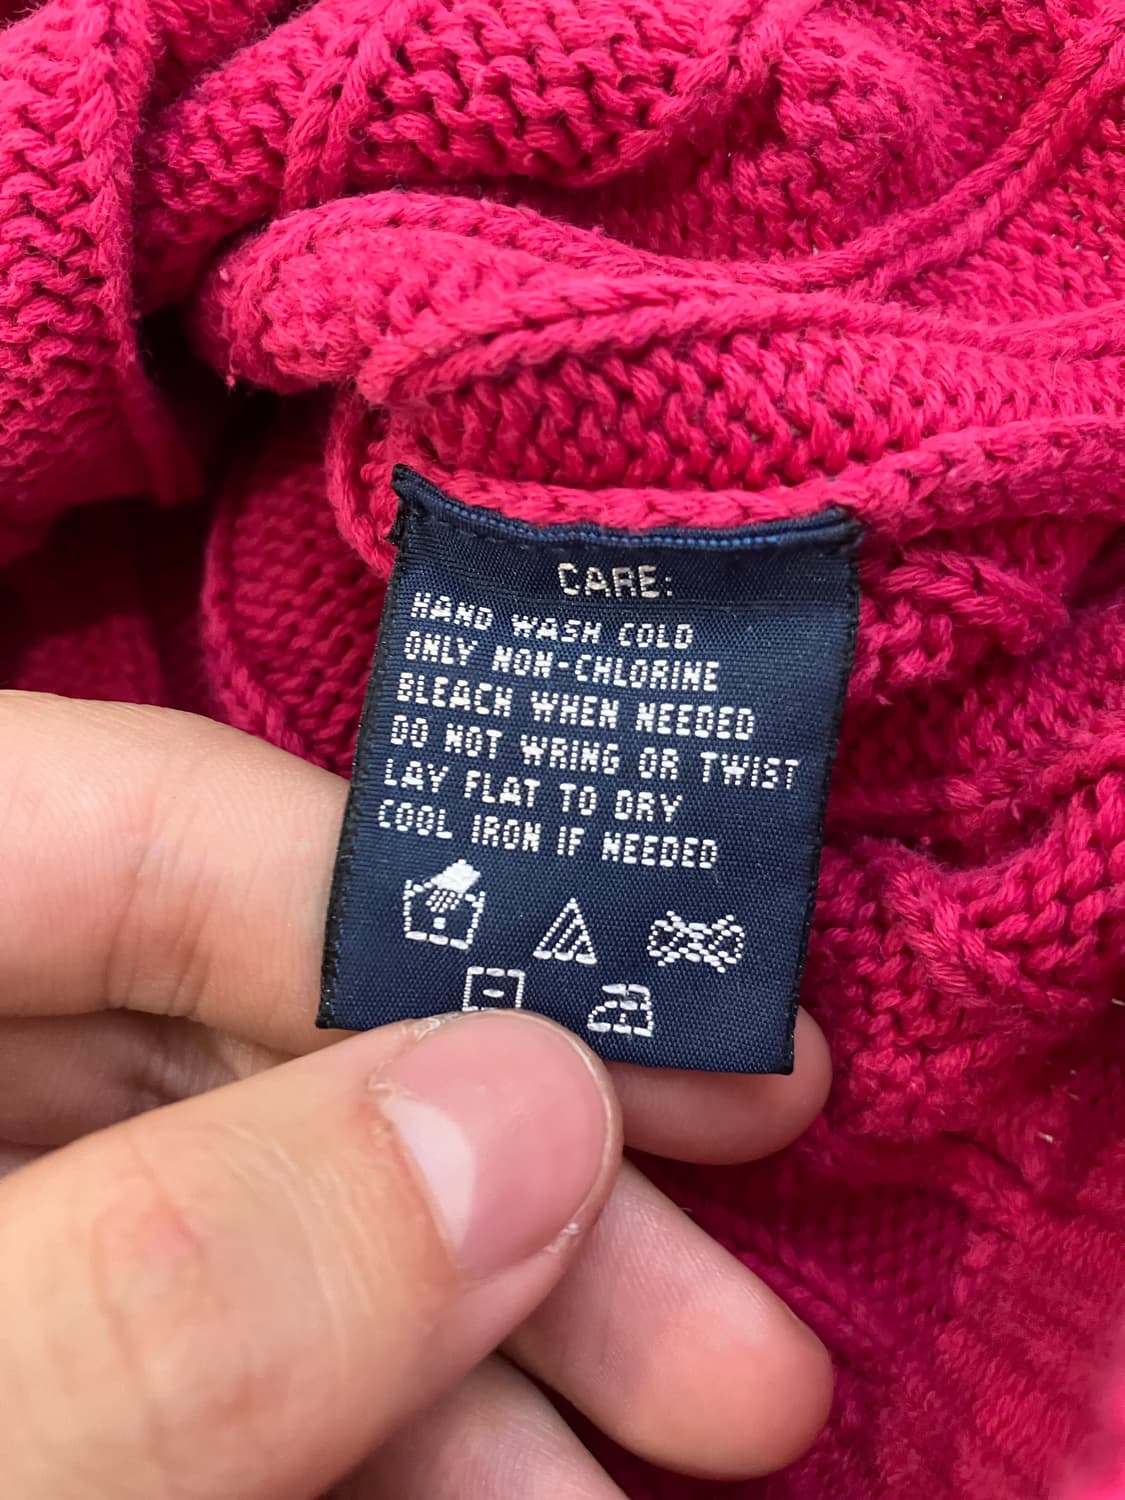 CARE:
HAND WASH COLD
ONLY NON-CHLORINE
BLEACH WHEN NEEDED
DO NOT WRING OR TWIST
LAY FLAT TO DRY
COOL IRON IF NEEDED